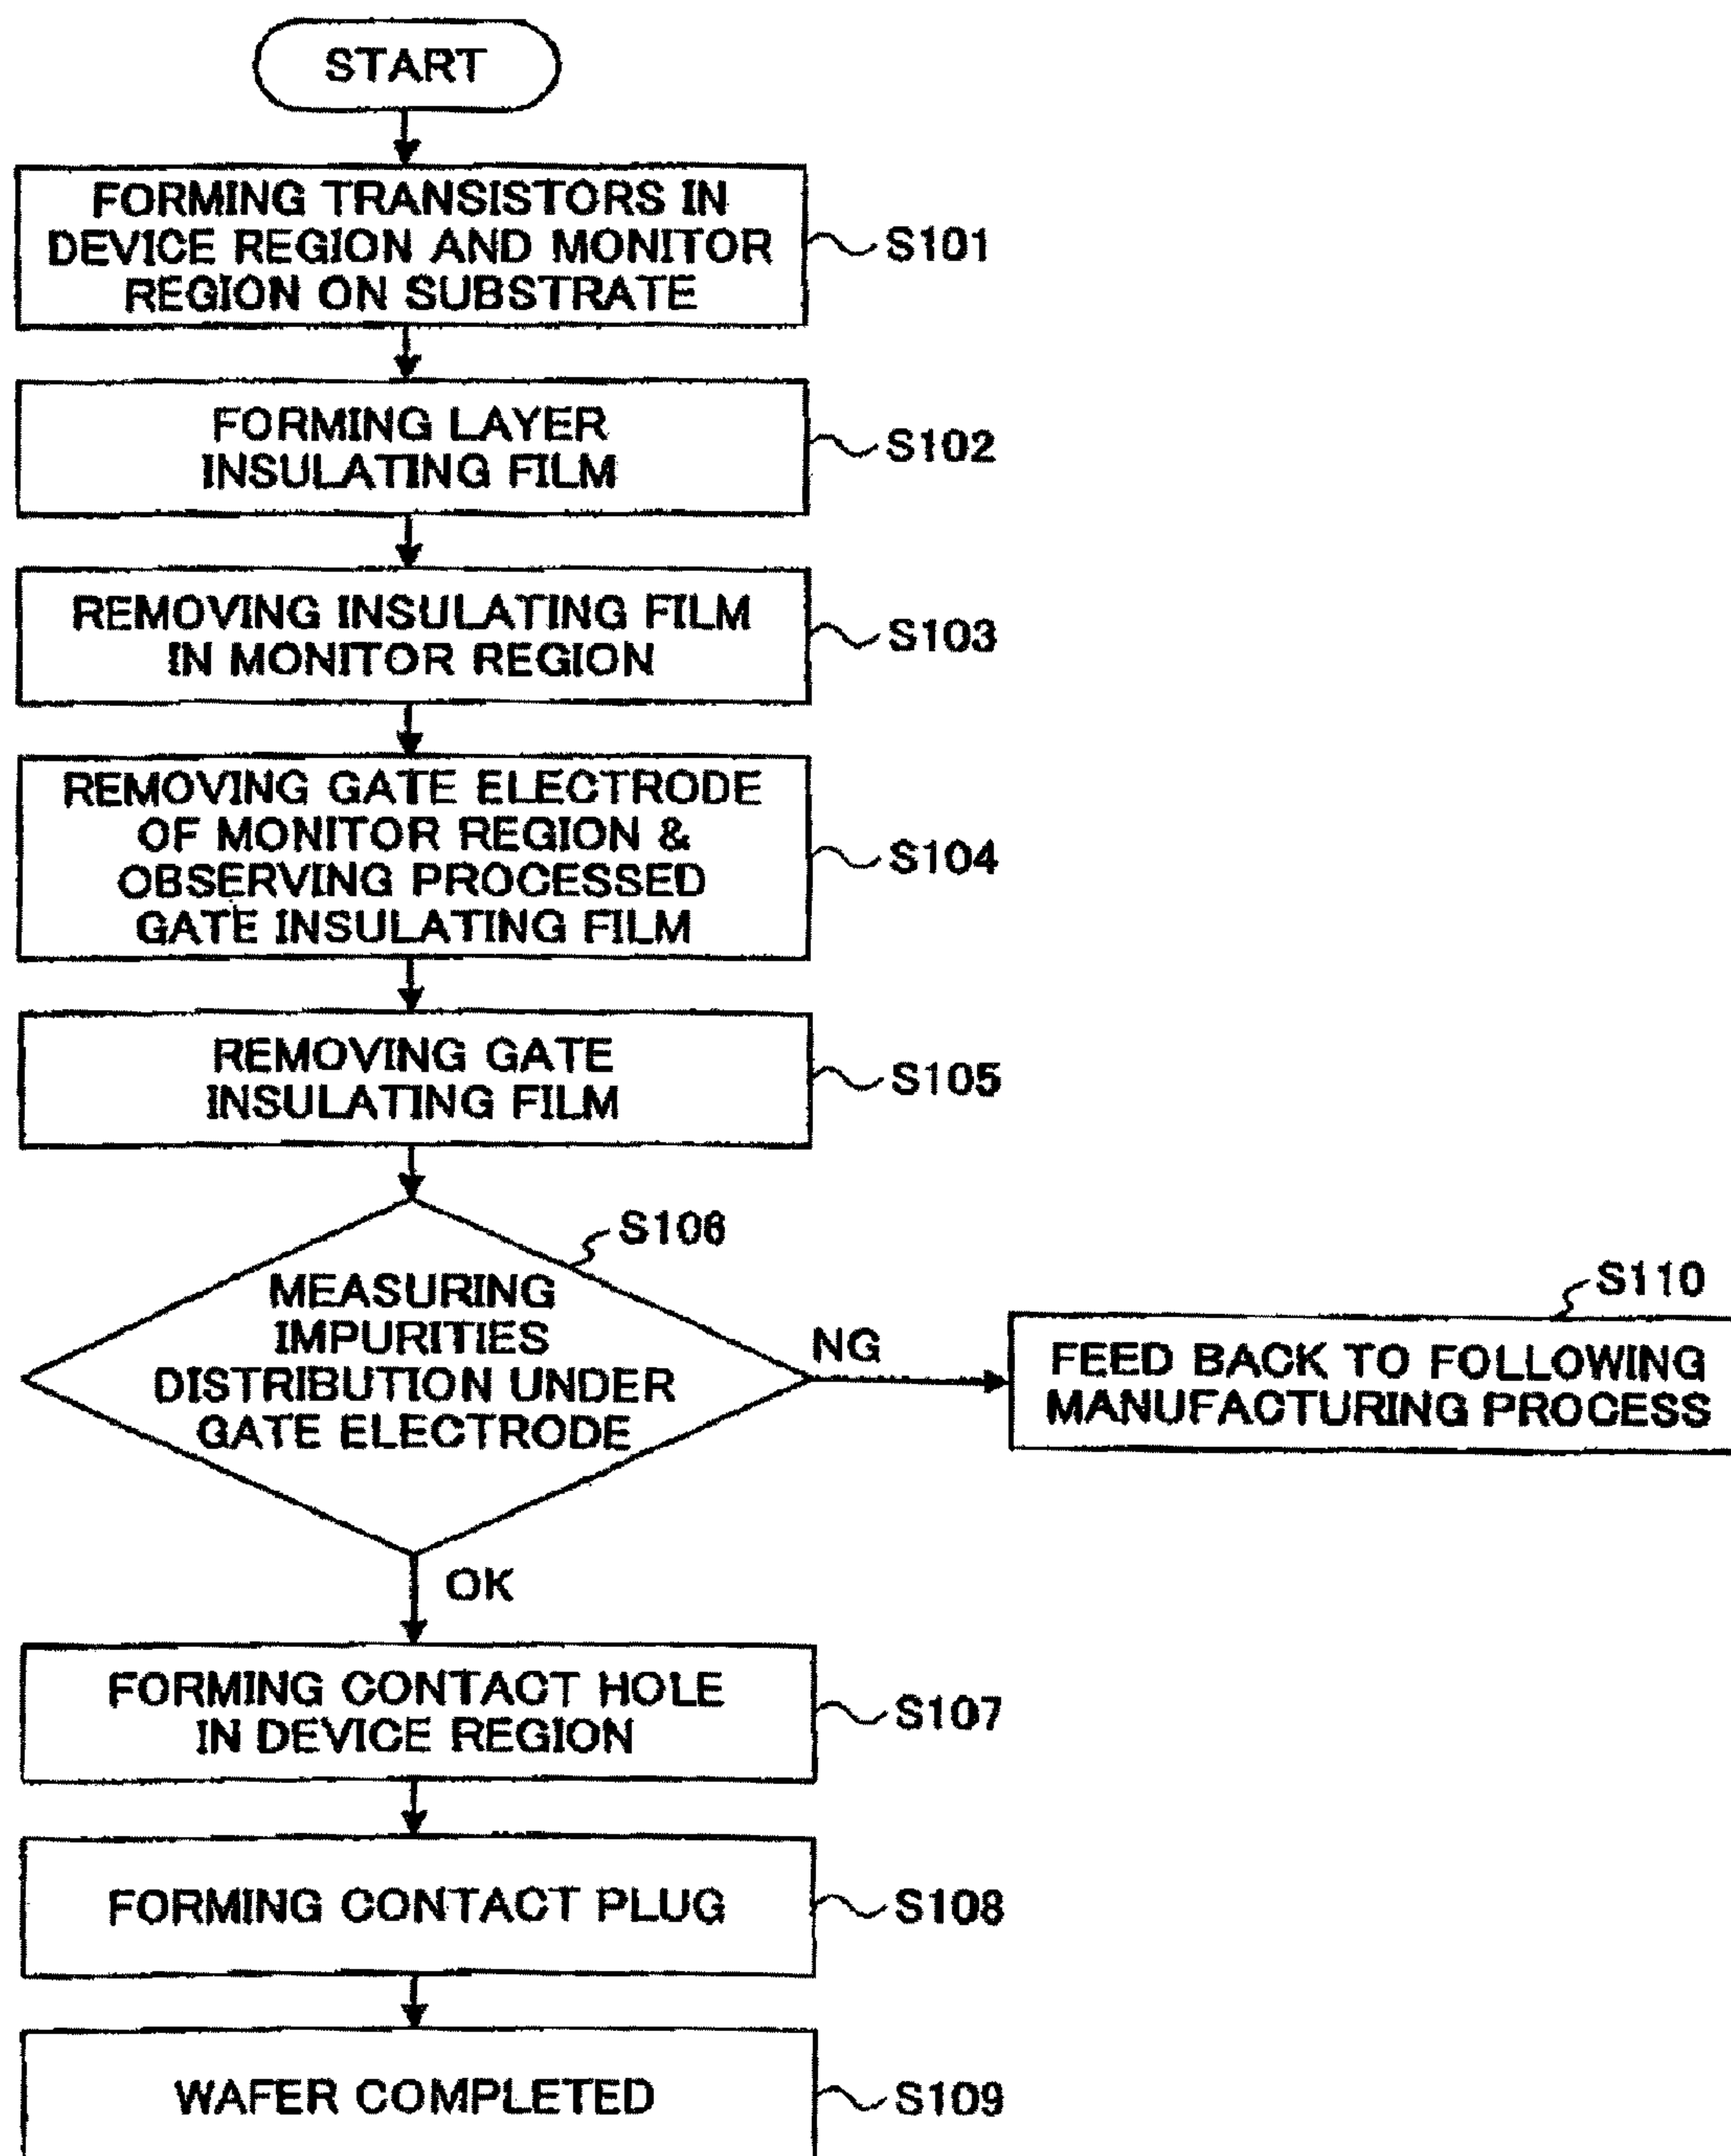 START
FORMING TRANSISTORS IN
DEVICE REGION AND MONITOR
REGION ON SUBSTRATE
S101
FORMING LAYER
INSULATING FILM
S102
REMOVING INSULATING FILM
IN MONITOR REGION
S103
REMOVING GATE ELECTRODE
OF MONITOR REGION &
OBSERVING PROCESSED
GATE INSULATING FILM
S104
REMOVING GATE
INSULATING FILM
S105
S106
MEASURING
IMPURITIES
DISTRIBUTION UNDER
GATE ELECTRODE
NG
S110
FEED BACK TO FOLLOWING
MANUFACTURING PROCESS
OK
FORMING CONTACT HOLE
IN DEVICE REGION
S107
FORMING CONTACT PLUG
S108
WAFER COMPLETED
S109